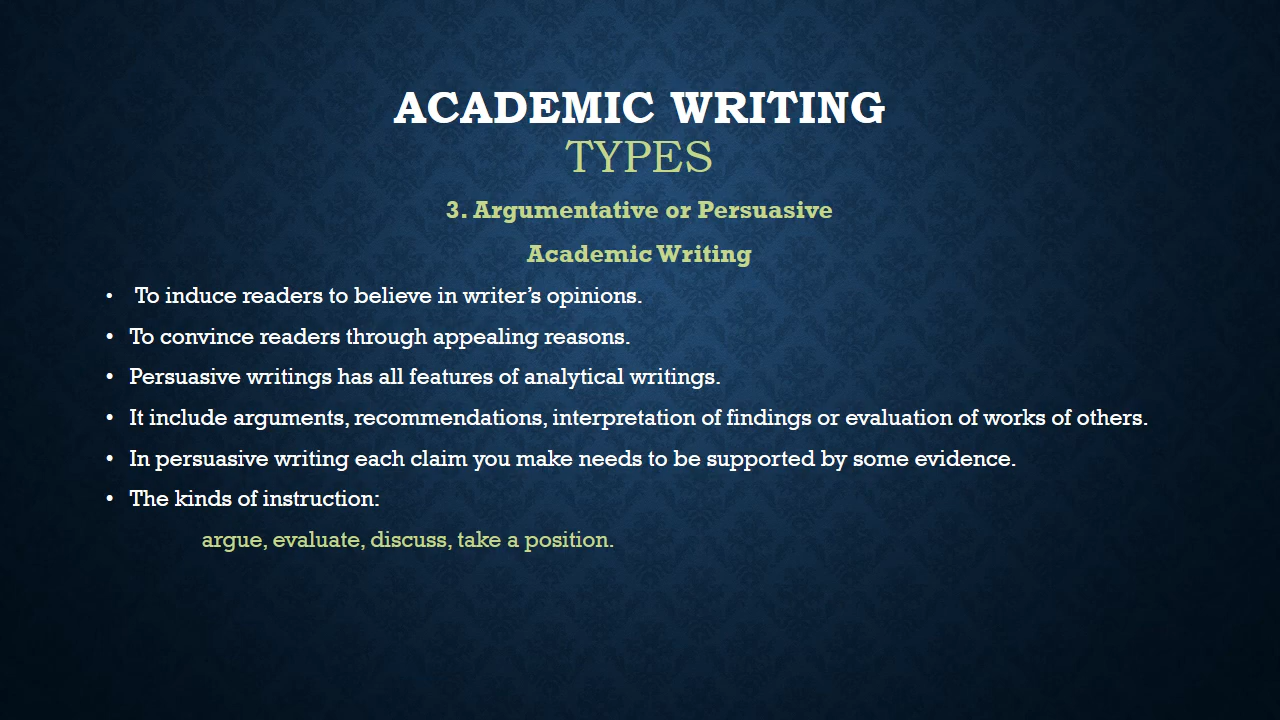 ACADEMIC WRITING
TYPES
3. Argumentative or Persuasive
Academic Writing
• To induce readers to believe in writer’s opinions.
• To convince readers through appealing reasons.
• Persuasive writings has all features of analytical writings.
• It include arguments, recommendations, interpretation of findings or evaluation of works of others.
• In persuasive writing each claim you make needs to be supported by some evidence.
• The kinds of instruction:
argue, evaluate, discuss, take a position.